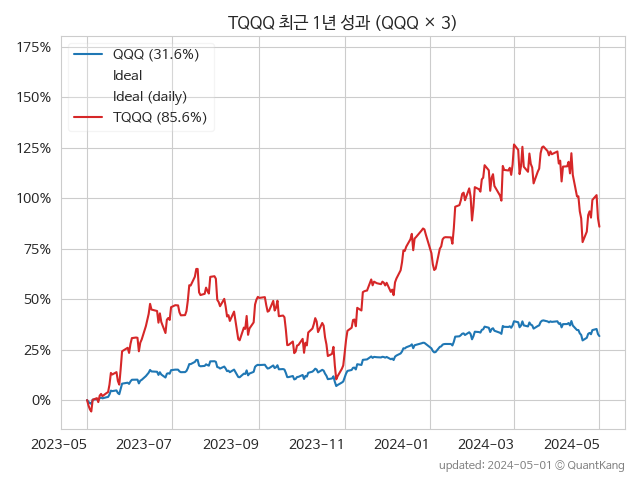 TQQQ 최근 1년 성과 (QQQ × 3)
QQQ (31.6%)
Ideal
Ideal (daily)
TQQQ (85.6%)
175%
150%
125%
100%
75%
50%
25%
0%
2023-05 2023-07 2023-09 2023-11 2024-01 2024-03 2024-05
updated: 2024-05-01 © QuantKang